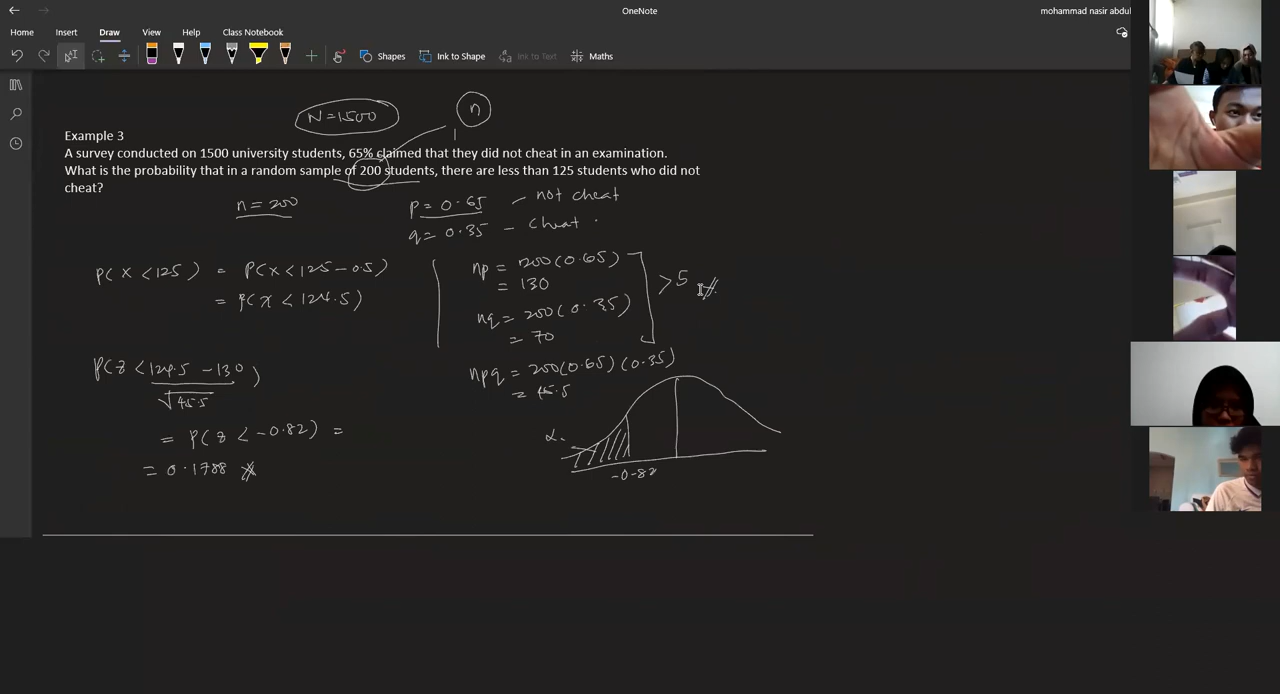 OneNote
mohammad nasir abdul
Home Insert Draw View Help Class Notebook
Shapes Ink to Shape Ink to Text Maths
N=1500
n
Example 3
A survey conducted on 1500 university students, 65% claimed that they did not cheat in an examination.
What is the probability that in a random sample of 200 students, there are less than 125 students who did not
cheat?
n = 200
p = 0.65 - not cheat
q = 0.35 - cheat
P(X < 125) = P(X < 125 - 0.5)
= P(X < 124.5)
np = 200(0.65)
= 130
nq = 200(0.35)
= 70
> 5
npq = 200(0.65)(0.35)
= 45.5
P(z < 124.5 - 130)
√45.5
= P(z < -0.82) =
= 0.1788
α.
-0.82